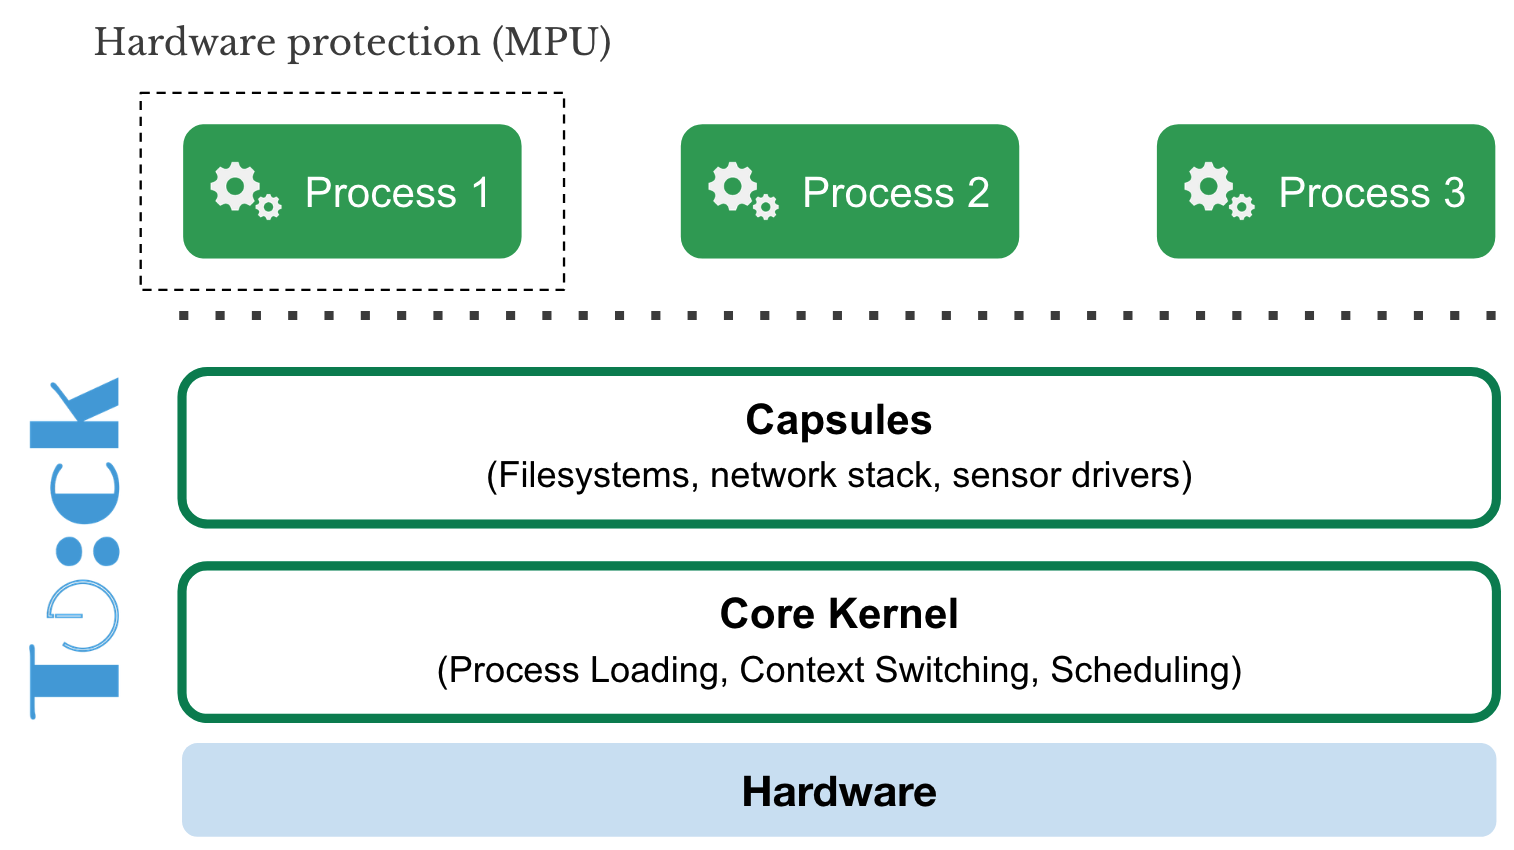 Hardware protection (MPU)
Process 1
Process 2
Process 3
Tock
Capsules
(Filesystems, network stack, sensor drivers)
Core Kernel
(Process Loading, Context Switching, Scheduling)
Hardware